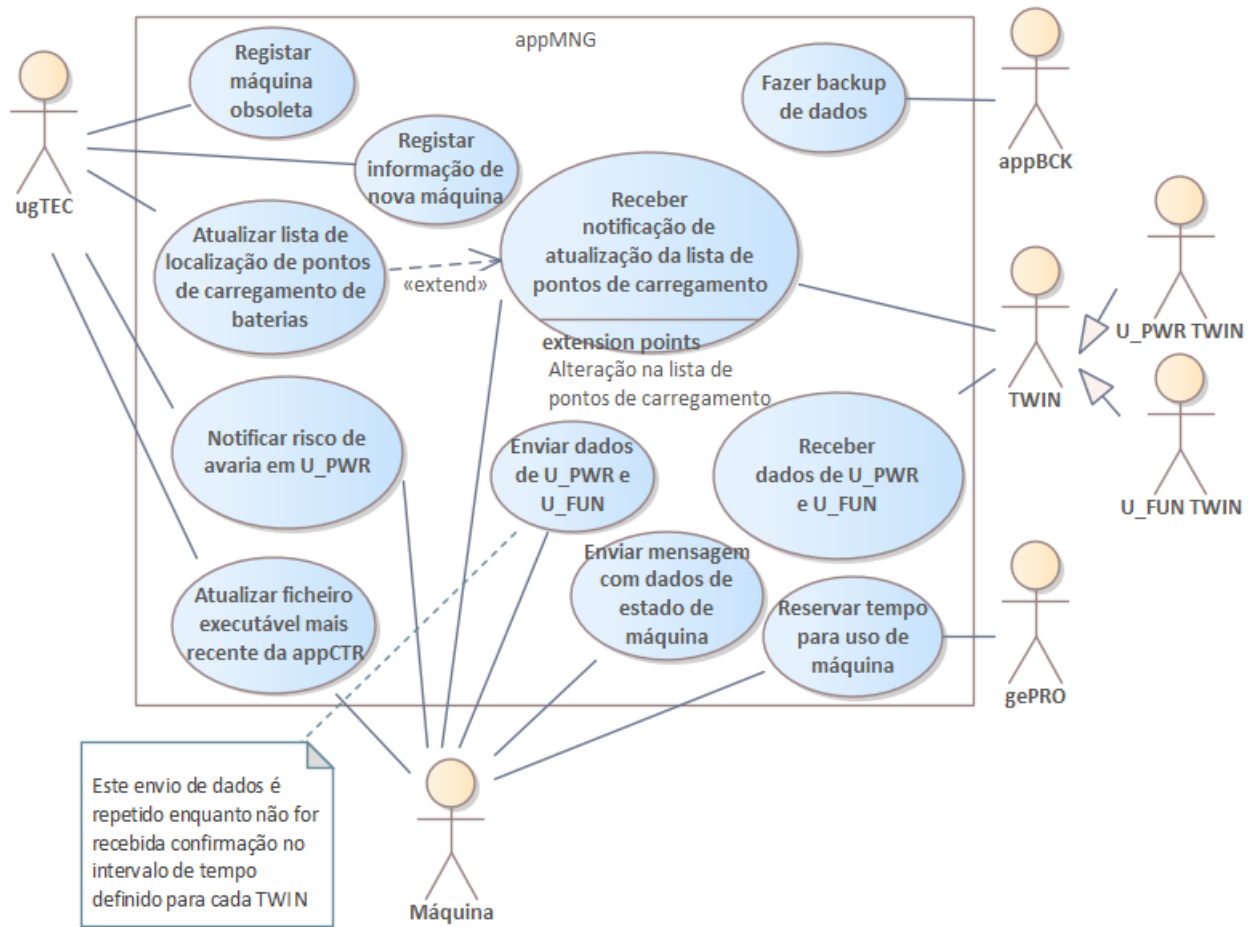 appMNG
Registar
máquina
obsoleta
Fazer backup
de dados
Registar
informação de
nova máquina
ugTEC
appBCK
Receber
notificação de
atualização da lista de
pontos de carregamento
extension points
Alteração na lista de
pontos de carregamento
Atualizar lista de
localização de pontos
de carregamento de
baterias
«extend»
U_PWR TWIN
TWIN
U_FUN TWIN
Notificar risco de
avaria em U_PWR
Enviar dados
de U_PWR e
U_FUN
Receber
dados de U_PWR
e U_FUN
Enviar mensagem
com dados de
estado de
máquina
Atualizar ficheiro
executável mais
recente da appCTR
Reservar tempo
para uso de
máquina
gePRO
Este envio de dados é
repetido enquanto não for
recebida confirmação no
intervalo de tempo
definido para cada TWIN
Máquina